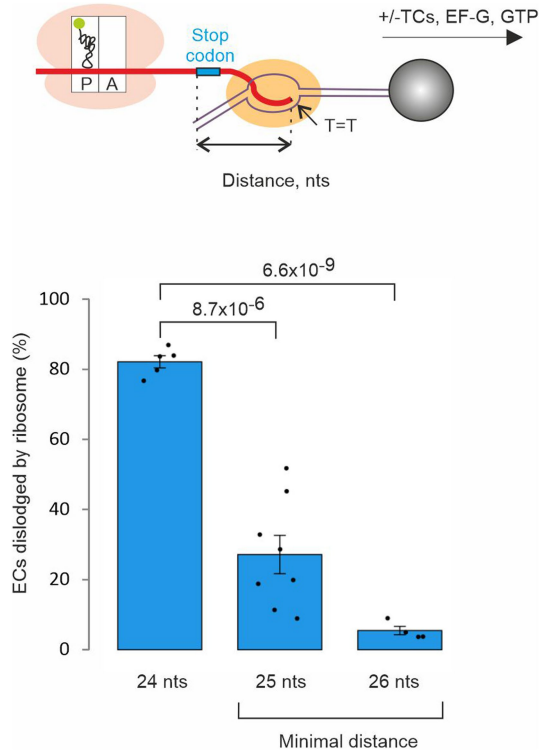 +/-TCs, EF-G, GTP
Stop
codon
P A
T=T
Distance, nts
6.6x10-9
8.7x10-6
ECs dislodged by ribosome (%)
100
80
60
40
20
0
24 nts
25 nts
26 nts
Minimal distance